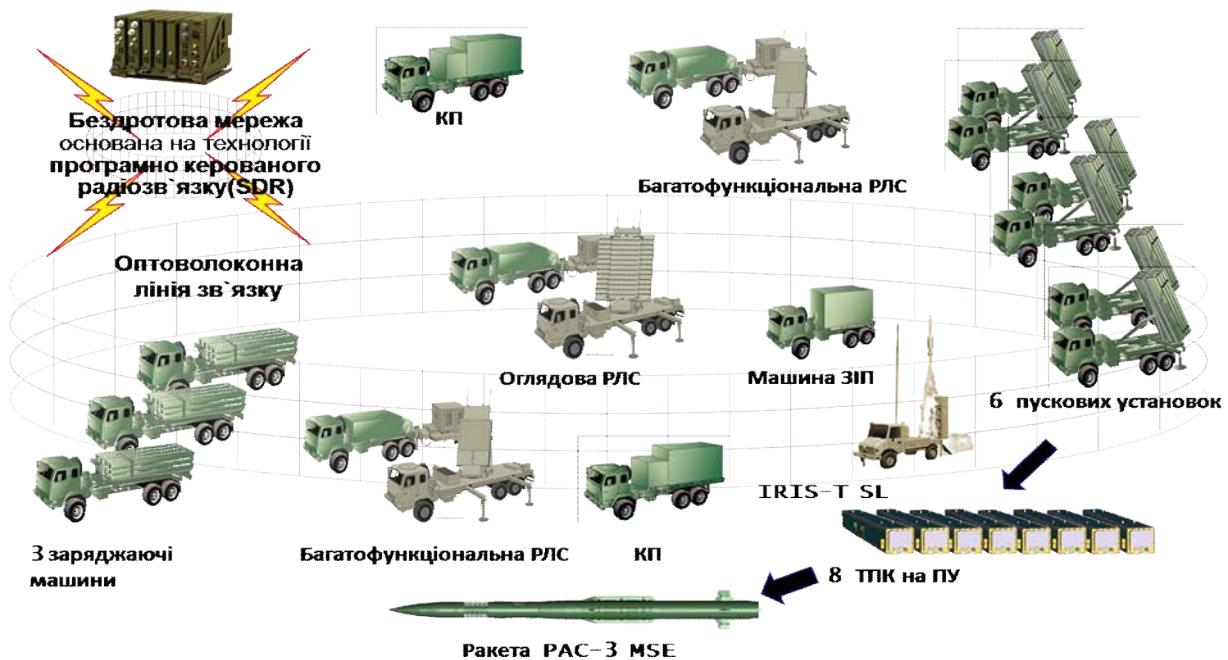 Бездротова мережа
основана на технології
програмно керованого
радіозв`язку(SDR)
КП
Багатофункціональна РЛС
Оптоволоконна
лінія зв`язку
Оглядова РЛС
Машина ЗІП
6 пускових установок
IRIS-T SL
3 заряджаючі
машини
Багатофункціональна РЛС
КП
8 ТПК на ПУ
Ракета PAC-3 MSE